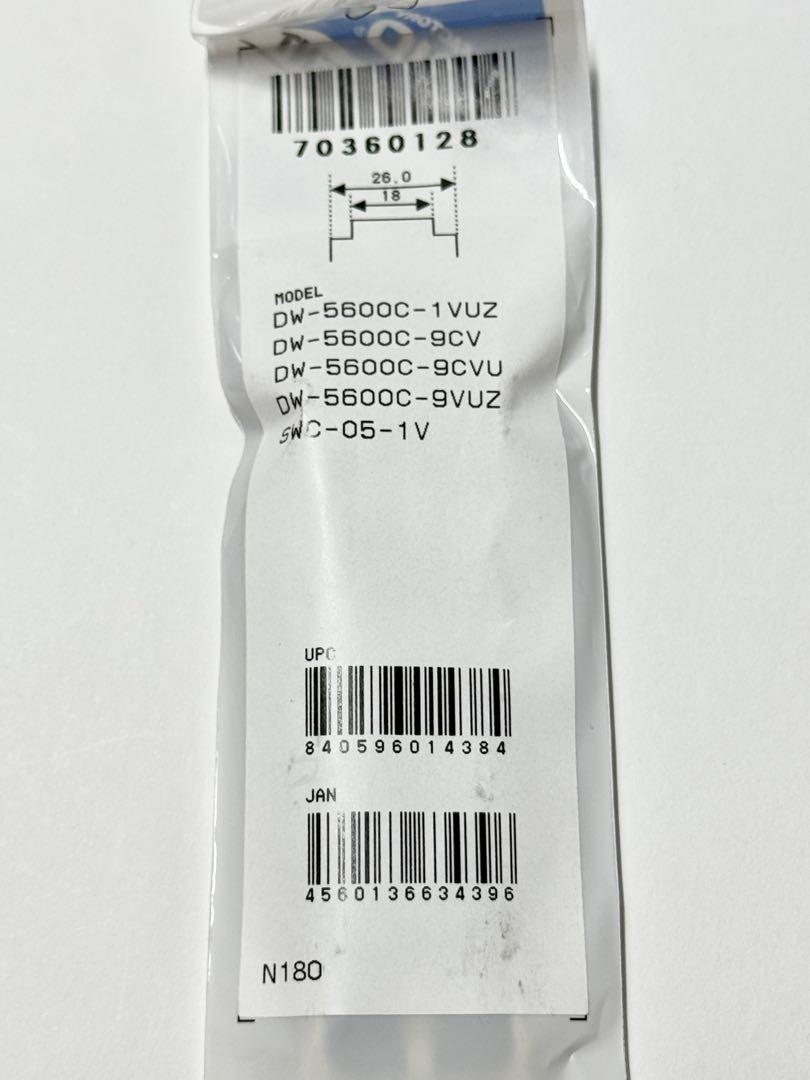 70360128
26.0
18
MODEL
DW-5600C-1VUZ
DW-5600C-9CV
DW-5600C-9CVU
DW-5600C-9VUZ
SWC-05-1V
UPC
840596014384
JAN
4560136634396
N180